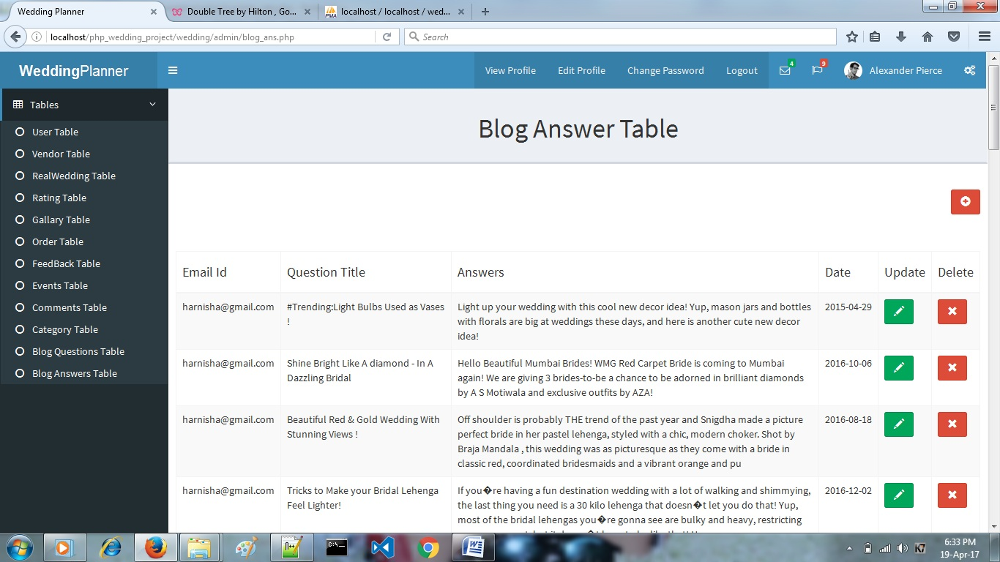 Wedding Planner
Double Tree by Hilton , Go...
PMA
localhost / localhost / wed...
localhost/php_wedding_project/wedding/admin/blog_ans.php
Search
WeddingPlanner
View Profile
Edit Profile
Change Password
Logout
4
9
Alexander Pierce
Tables
User Table
Vendor Table
RealWedding Table
Rating Table
Gallary Table
Order Table
FeedBack Table
Events Table
Comments Table
Category Table
Blog Questions Table
Blog Answers Table
Blog Answer Table
Email Id
Question Title
Answers
Date
Update
Delete
harnisha@gmail.com
#Trending:Light Bulbs Used as Vases
!
Light up your wedding with this cool new decor idea! Yup, mason jars and bottles
with florals are big at weddings these days, and here is another cute new decor
idea!
2015-04-29
harnisha@gmail.com
Shine Bright Like A diamond - In A
Dazzling Bridal
Hello Beautiful Mumbai Brides! WMG Red Carpet Bride is coming to Mumbai
again! We are giving 3 brides-to-be a chance to be adorned in brilliant diamonds
by A S Motiwala and exclusive outfits by AZA!
2016-10-06
harnisha@gmail.com
Beautiful Red & Gold Wedding With
Stunning Views !
Off shoulder is probably THE trend of the past year and Snigdha made a picture
perfect bride in her pastel lehenga, styled with a chic, modern choker. Shot by
Braja Mandala , this wedding was as picturesque as they come with a bride in
classic red, coordinated bridesmaids and a vibrant orange and pu
2016-08-18
harnisha@gmail.com
Tricks to Make your Bridal Lehenga
Feel Lighter!
If you�re having a fun destination wedding with a lot of walking and shimmying,
the last thing you need is a 30 kilo lehenga that doesn�t let you do that! Yup,
most of the bridal lehengas you�re gonna see are bulky and heavy, restricting
2016-12-02
6:33 PM
19-Apr-17